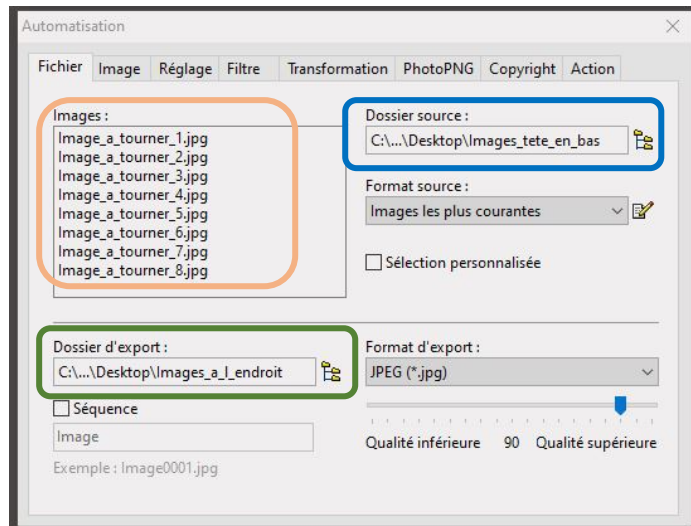 Automatisation
Fichier Image Réglage Filtre Transformation PhotoPNG Copyright Action
Images :
Image_a_tourner_1.jpg
Image_a_tourner_2.jpg
Image_a_tourner_3.jpg
Image_a_tourner_4.jpg
Image_a_tourner_5.jpg
Image_a_tourner_6.jpg
Image_a_tourner_7.jpg
Image_a_tourner_8.jpg
Dossier source :
C:\...\Desktop\Images_tete_en_bas
Format source :
Images les plus courantes
Sélection personnalisée
Dossier d'export :
C:\...\Desktop\Images_a_l_endroit
Séquence
Image
Exemple : Image0001.jpg
Format d'export :
JPEG (*.jpg)
Qualité inférieure 90 Qualité supérieure